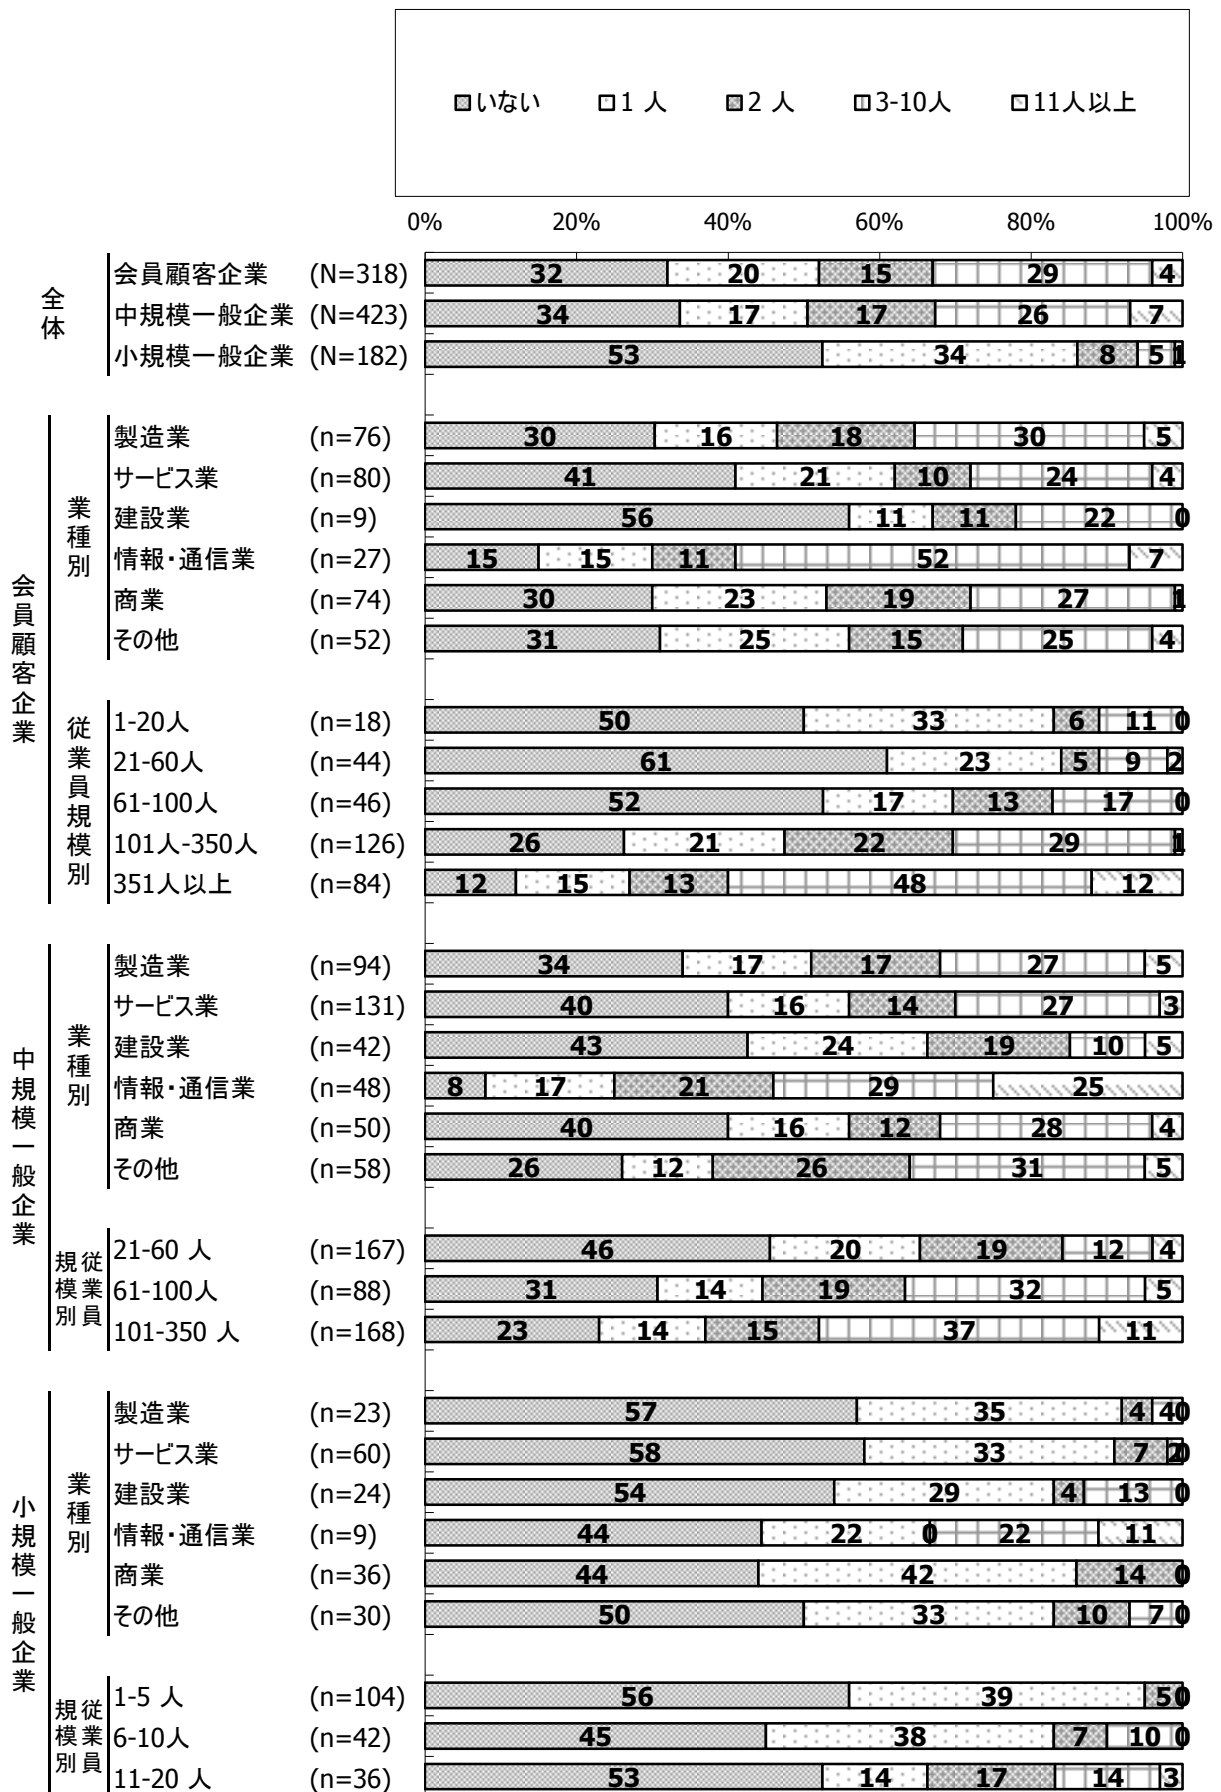 いない 1 人 2 人 3-10人 11人以上
0% 20% 40% 60% 80% 100%
全体
会員顧客企業 (N=318) 32 20 15 29 4
中規模一般企業 (N=423) 34 17 17 26 7
小規模一般企業 (N=182) 53 34 8 5 1
会員顧客企業
業種別
製造業 (n=76) 30 16 18 30 5
サービス業 (n=80) 41 21 10 24 4
建設業 (n=9) 56 11 11 22 0
情報・通信業 (n=27) 15 15 11 52 7
商業 (n=74) 30 23 19 27 1
その他 (n=52) 31 25 15 25 4
従業員規模別
1-20人 (n=18) 50 33 6 11 0
21-60人 (n=44) 61 23 5 9 2
61-100人 (n=46) 52 17 13 17 0
101人-350人 (n=126) 26 21 22 29 1
351人以上 (n=84) 12 15 13 48 12
中規模一般企業
業種別
製造業 (n=94) 34 17 17 27 5
サービス業 (n=131) 40 16 14 27 3
建設業 (n=42) 43 24 19 10 5
情報・通信業 (n=48) 8 17 21 29 25
商業 (n=50) 40 16 12 28 4
その他 (n=58) 26 12 26 31 5
従業員規模別
21-60 人 (n=167) 46 20 19 12 4
61-100人 (n=88) 31 14 19 32 5
101-350 人 (n=168) 23 14 15 37 11
小規模一般企業
業種別
製造業 (n=23) 57 35 4 4 0
サービス業 (n=60) 58 33 7 2 0
建設業 (n=24) 54 29 4 13 0
情報・通信業 (n=9) 44 22 0 22 11
商業 (n=36) 44 42 14 0
その他 (n=30) 50 33 10 7 0
従業員規模別
1-5 人 (n=104) 56 39 5 0
6-10人 (n=42) 45 38 7 10 0
11-20 人 (n=36) 53 14 17 14 3